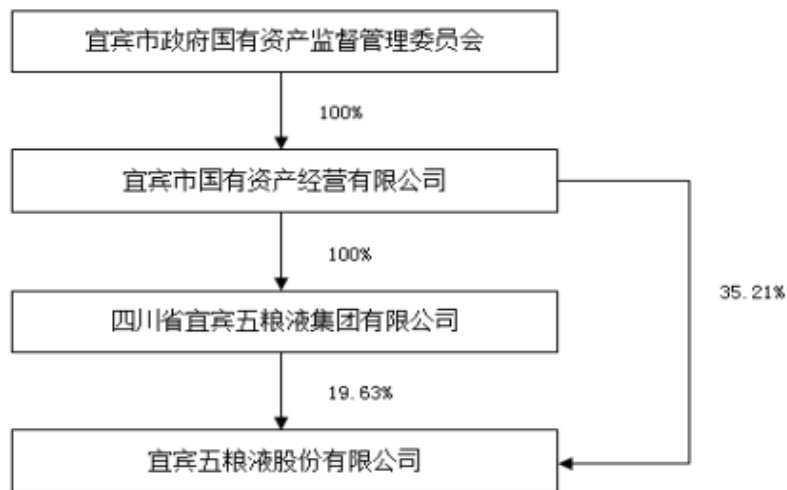 宜宾市政府国有资产监督管理委员会
100%
宜宾市国有资产经营有限公司
100%
35.21%
四川省宜宾五粮液集团有限公司
19.63%
宜宾五粮液股份有限公司